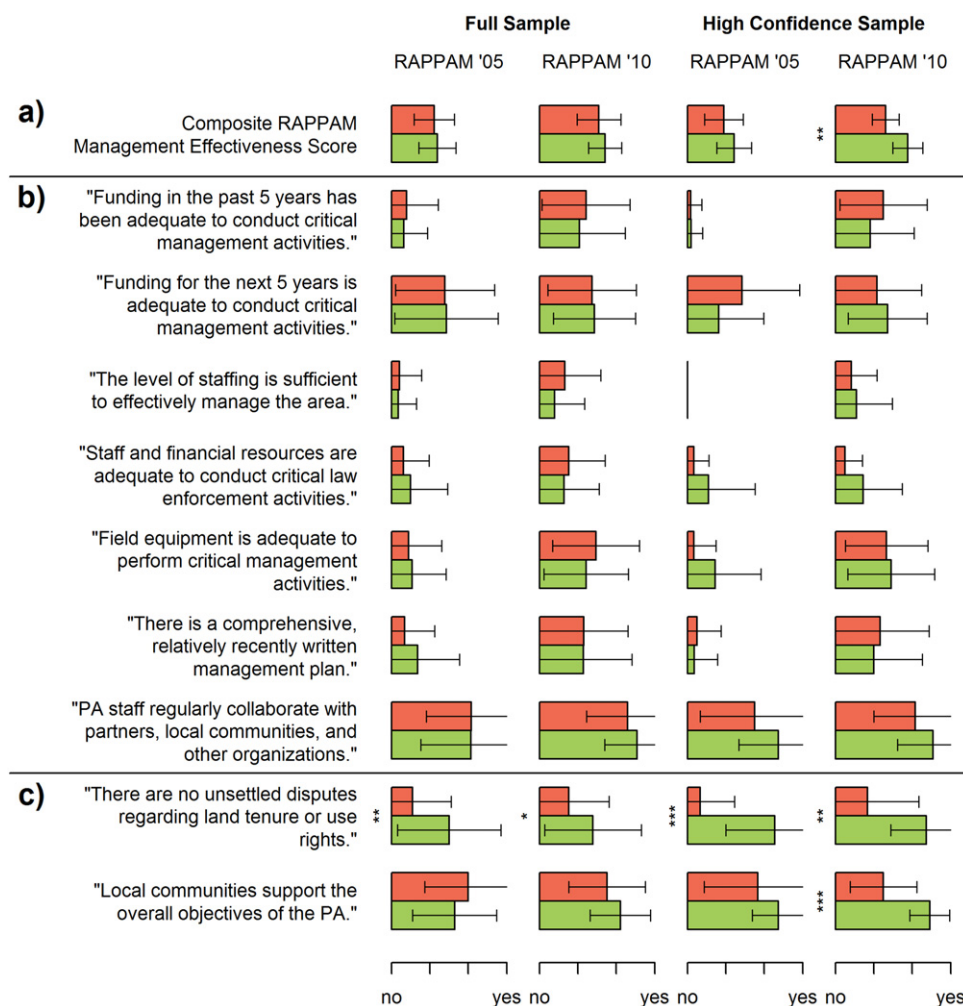 Full Sample High Confidence Sample
RAPPAM '05 RAPPAM '10 RAPPAM '05 RAPPAM '10
a)
Composite RAPPAM
Management Effectiveness Score
**
b)
"Funding in the past 5 years has
been adequate to conduct critical
management activities."
"Funding for the next 5 years is
adequate to conduct critical
management activities."
"The level of staffing is sufficient
to effectively manage the area."
"Staff and financial resources are
adequate to conduct critical law
enforcement activities."
"Field equipment is adequate to
perform critical management
activities."
"There is a comprehensive,
relatively recently written
management plan."
"PA staff regularly collaborate with
partners, local communities, and
other organizations."
c)
"There are no unsettled disputes
regarding land tenure or use
rights."
** * *** **
"Local communities support the
overall objectives of the PA."
***
no yes no yes no yes no yes